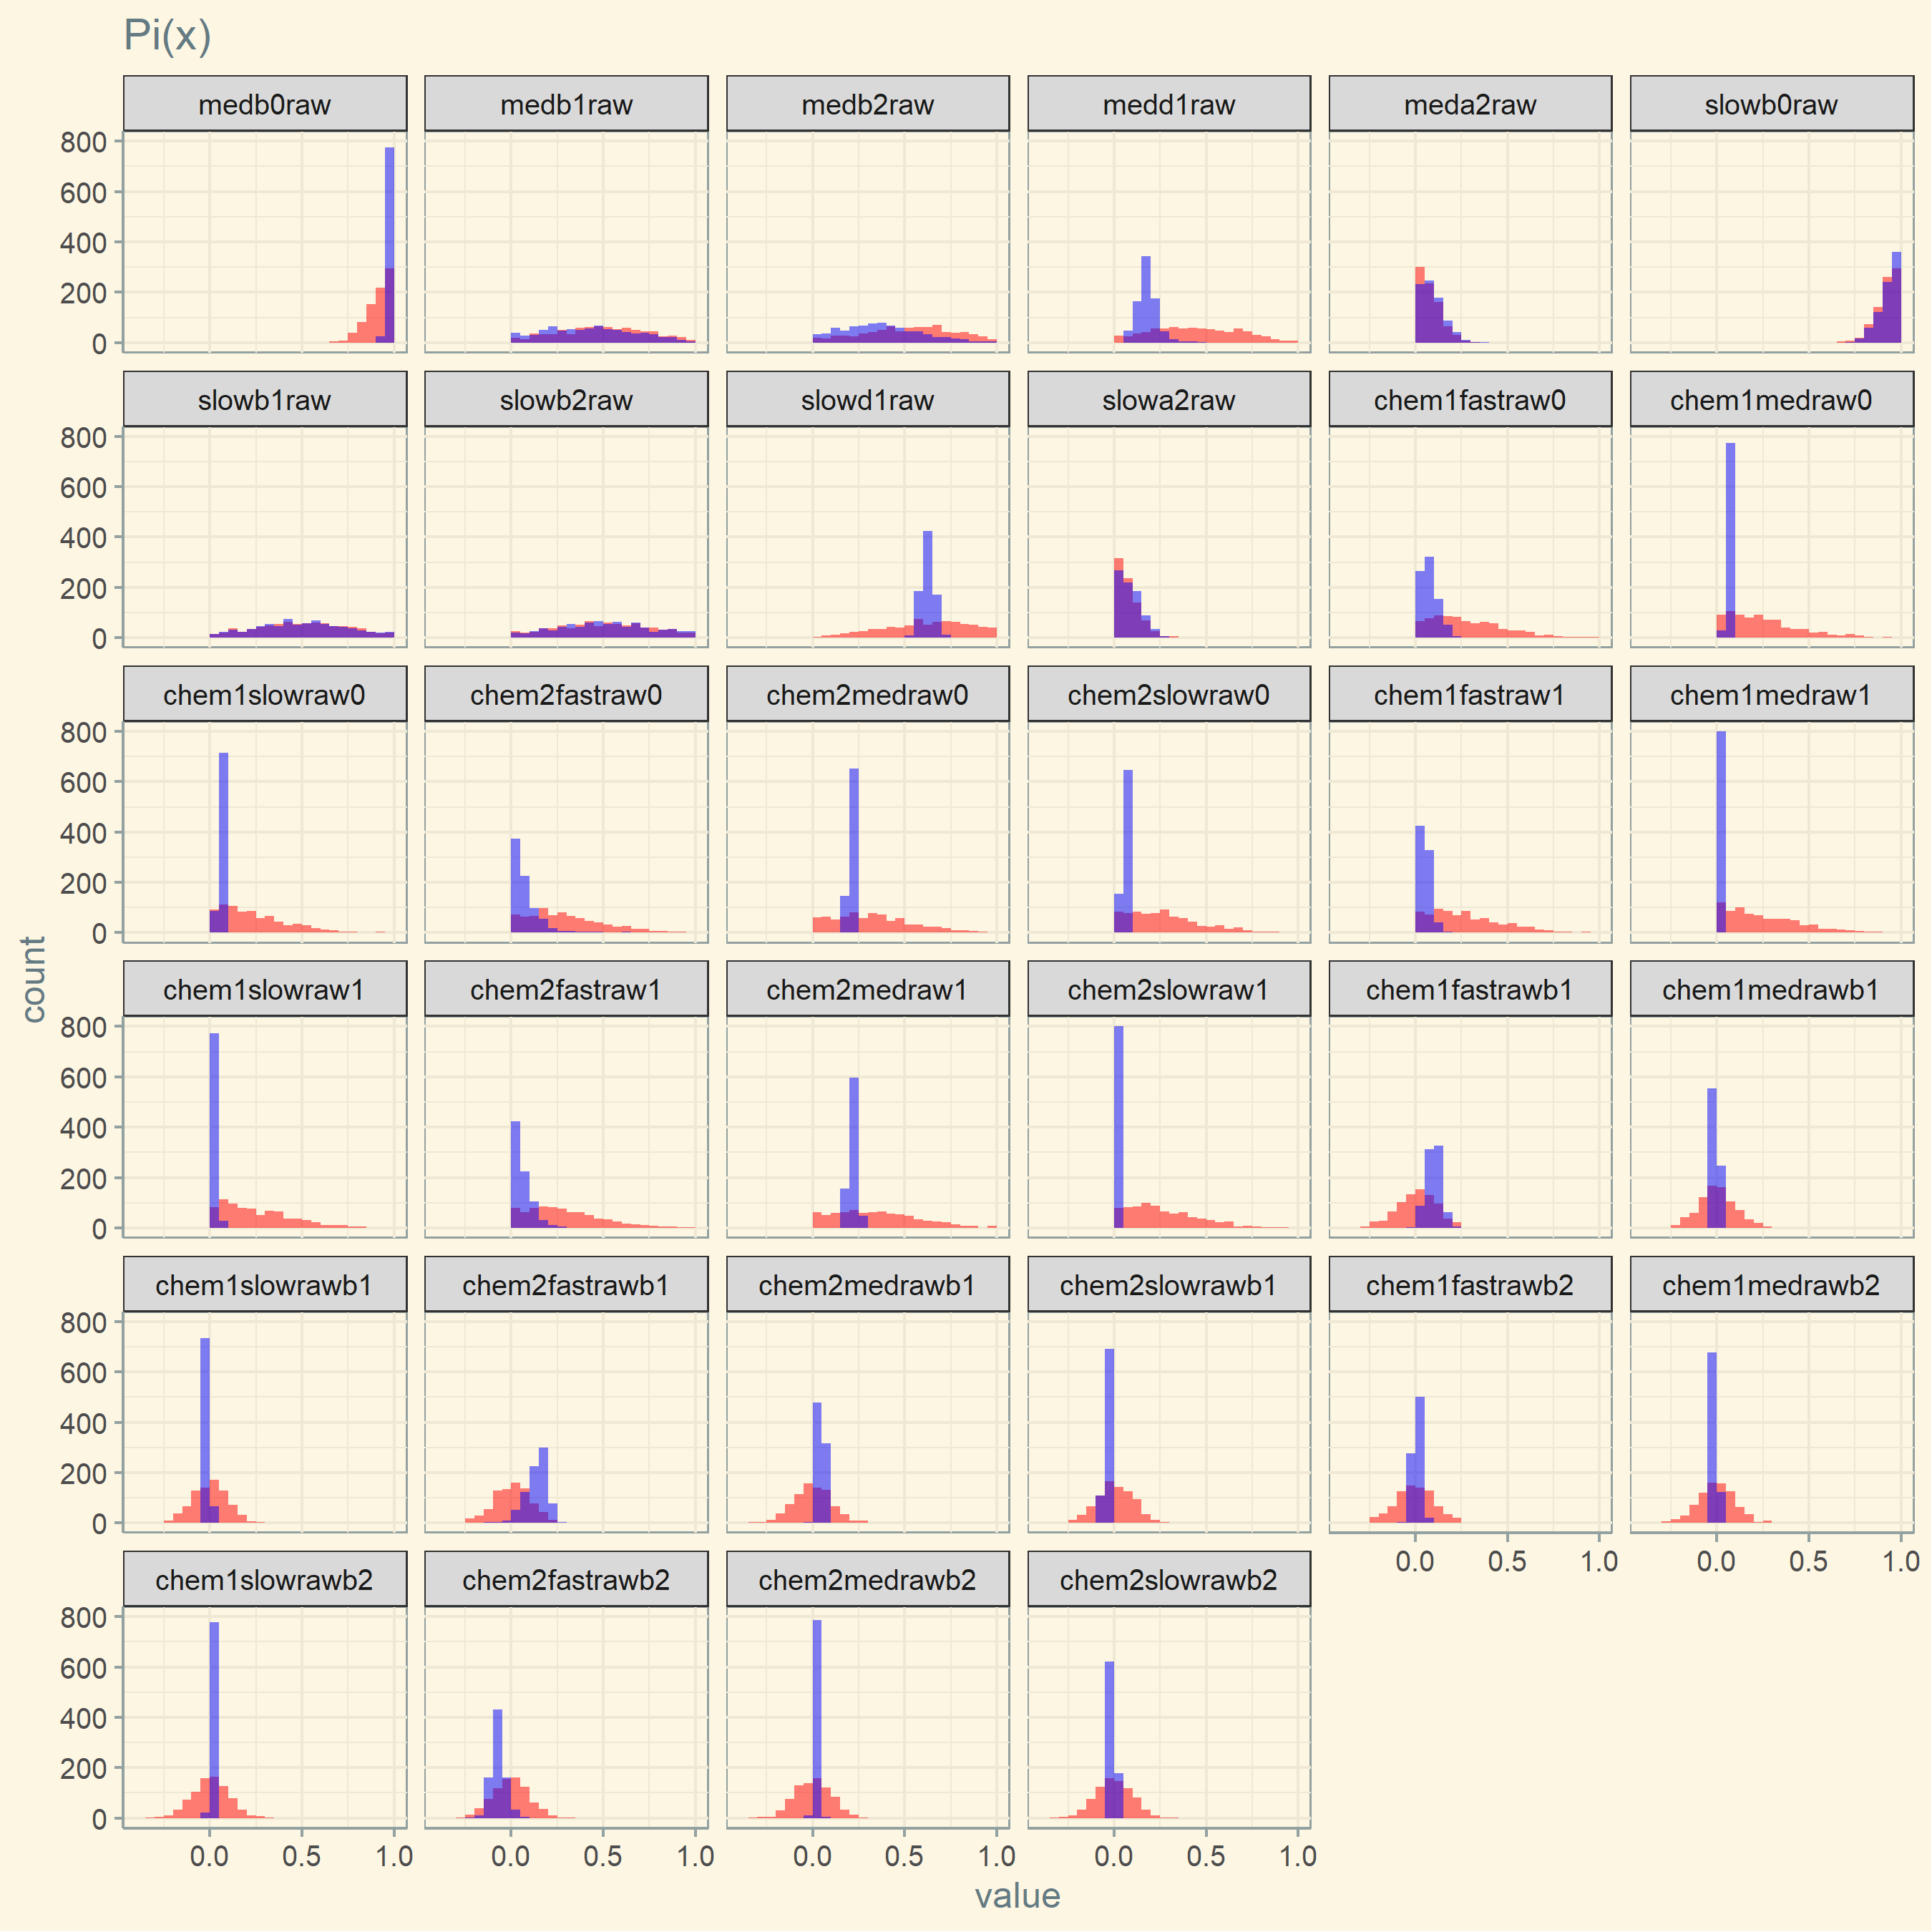 Pi(x)
medb0raw medb1raw medb2raw medd1raw meda2raw slowb0raw
800
600
400
200
0
slowb1raw slowb2raw slowd1raw slowa2raw chem1fastraw0 chem1medraw0
800
600
400
200
0
chem1slowraw0 chem2fastraw0 chem2medraw0 chem2slowraw0 chem1fastraw1 chem1medraw1
800
600
400
200
0
count
chem1slowraw1 chem2fastraw1 chem2medraw1 chem2slowraw1 chem1fastrawb1 chem1medrawb1
800
600
400
200
0
chem1slowrawb1 chem2fastrawb1 chem2medrawb1 chem2slowrawb1 chem1fastrawb2 chem1medrawb2
800
600
400
200
0
0.0 0.5 1.0 0.0 0.5 1.0
chem1slowrawb2 chem2fastrawb2 chem2medrawb2 chem2slowrawb2
800
600
400
200
0
0.0 0.5 1.0 0.0 0.5 1.0 0.0 0.5 1.0 0.0 0.5 1.0
value